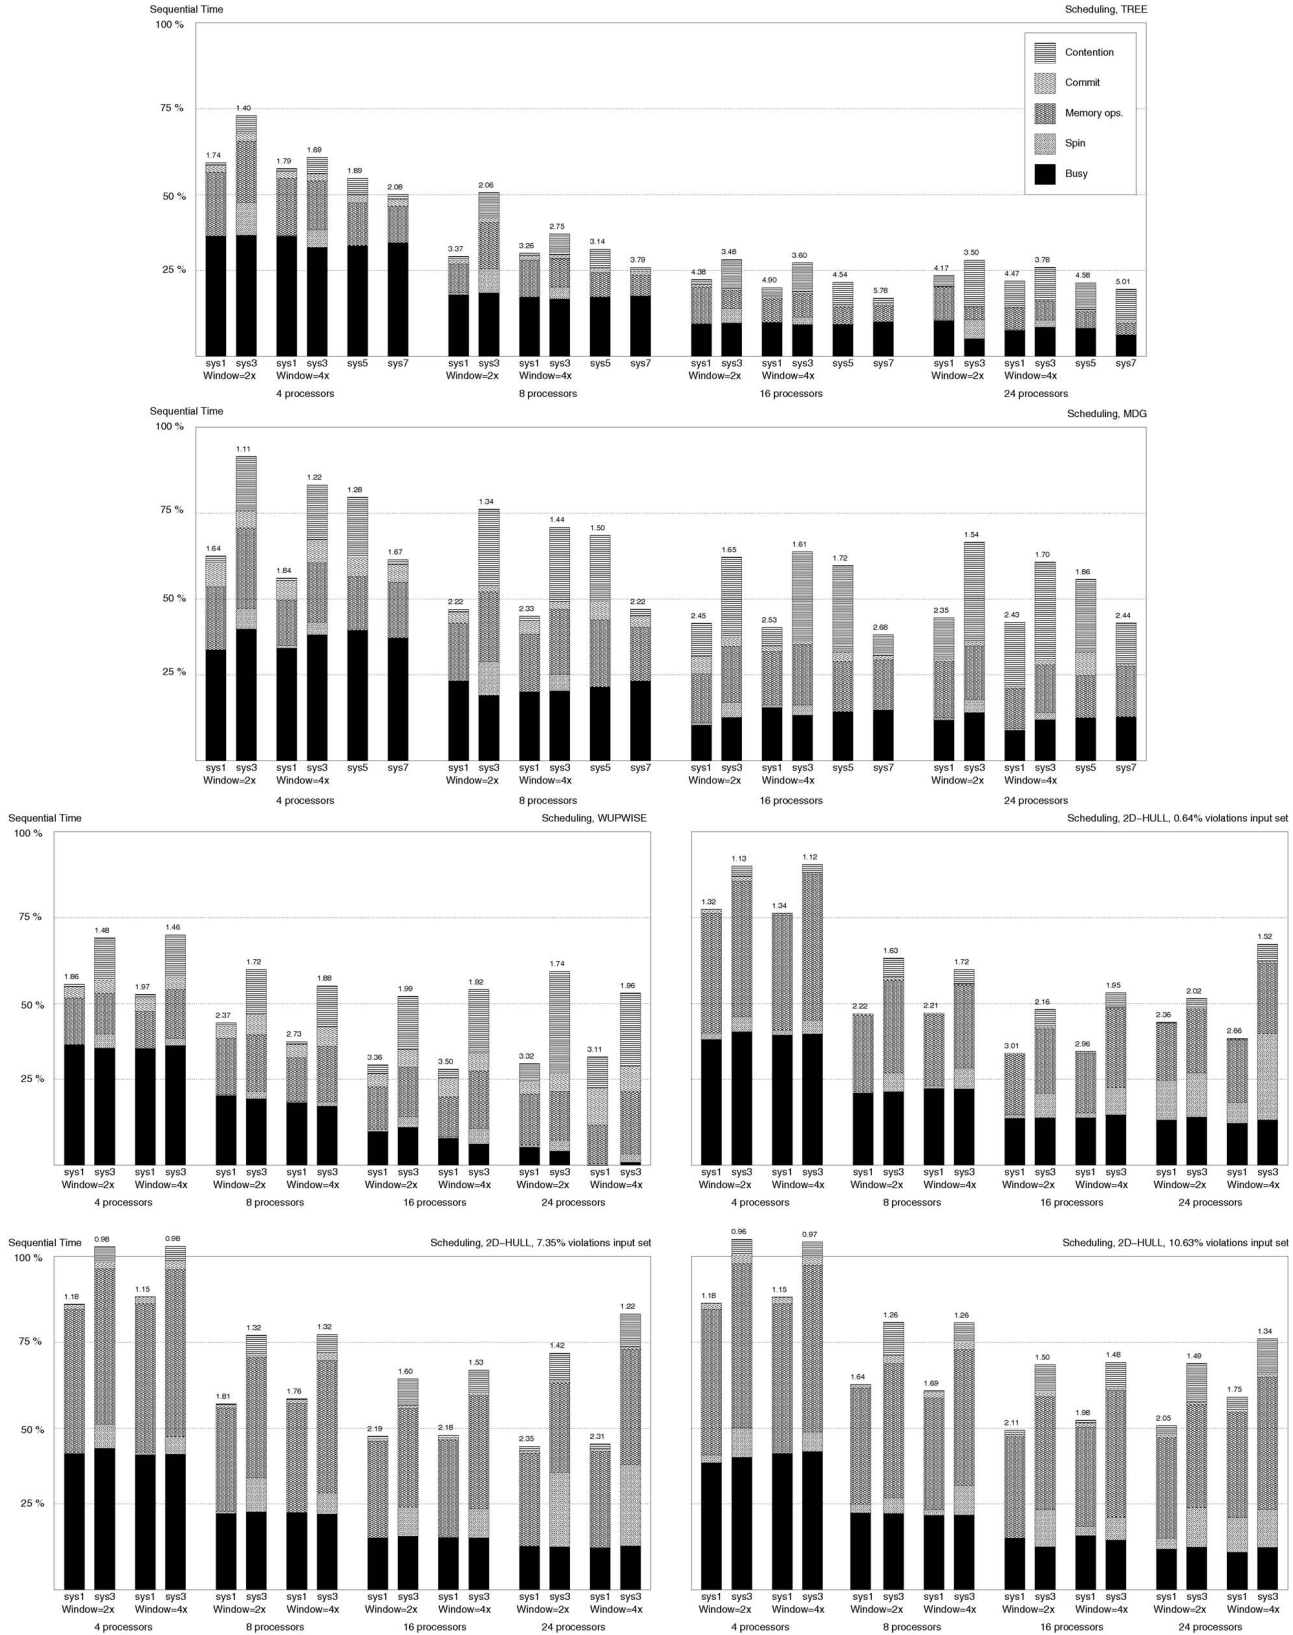 Sequential Time
Scheduling, TREE
100 %
75 %
50 %
25 %
Contention
Commit
Memory ops.
Spin
Busy
1.74 1.40 1.79 1.69 1.89 2.08 3.37 2.06 3.26 2.75 3.14 3.79 4.38 3.48 4.90 3.60 4.54 5.78 4.17 3.50 4.47 3.78 4.58 5.01
sys1 sys3 sys1 sys3 sys5 sys7 sys1 sys3 sys1 sys3 sys5 sys7 sys1 sys3 sys1 sys3 sys5 sys7 sys1 sys3 sys1 sys3 sys5 sys7
Window=2x Window=4x Window=2x Window=4x Window=2x Window=4x Window=2x Window=4x
4 processors 8 processors 16 processors 24 processors
Sequential Time
Scheduling, MDG
100 %
75 %
50 %
25 %
1.64 1.11 1.84 1.22 1.28 1.67 2.22 1.34 2.33 1.44 1.50 2.22 2.45 1.65 2.53 1.61 1.72 2.68 2.35 1.54 2.43 1.70 1.86 2.44
sys1 sys3 sys1 sys3 sys5 sys7 sys1 sys3 sys1 sys3 sys5 sys7 sys1 sys3 sys1 sys3 sys5 sys7 sys1 sys3 sys1 sys3 sys5 sys7
Window=2x Window=4x Window=2x Window=4x Window=2x Window=4x Window=2x Window=4x
4 processors 8 processors 16 processors 24 processors
Sequential Time
Scheduling, WUPWISE
100 %
75 %
50 %
25 %
1.86 1.48 1.97 1.46 2.37 1.72 2.73 1.88 3.36 1.99 3.50 1.92 3.32 1.74 3.11 1.96
sys1 sys3 sys1 sys3 sys1 sys3 sys1 sys3 sys1 sys3 sys1 sys3 sys1 sys3 sys1 sys3
Window=2x Window=4x Window=2x Window=4x Window=2x Window=4x Window=2x Window=4x
4 processors 8 processors 16 processors 24 processors
Scheduling, 2D−HULL, 0.64% violations input set
1.32 1.13 1.34 1.12 2.22 1.63 2.21 1.72 3.01 2.16 2.96 1.95 2.36 2.02 2.66 1.52
sys1 sys3 sys1 sys3 sys1 sys3 sys1 sys3 sys1 sys3 sys1 sys3 sys1 sys3 sys1 sys3
Window=2x Window=4x Window=2x Window=4x Window=2x Window=4x Window=2x Window=4x
4 processors 8 processors 16 processors 24 processors
Sequential Time
Scheduling, 2D−HULL, 7.35% violations input set
100 %
75 %
50 %
25 %
1.18 0.98 1.15 0.98 1.81 1.32 1.76 1.32 2.19 1.60 2.18 1.53 2.35 1.42 2.31 1.22
sys1 sys3 sys1 sys3 sys1 sys3 sys1 sys3 sys1 sys3 sys1 sys3 sys1 sys3 sys1 sys3
Window=2x Window=4x Window=2x Window=4x Window=2x Window=4x Window=2x Window=4x
4 processors 8 processors 16 processors 24 processors
Scheduling, 2D−HULL, 10.63% violations input set
1.18 0.96 1.15 0.97 1.64 1.26 1.69 1.26 2.11 1.50 1.98 1.48 2.05 1.49 1.75 1.34
sys1 sys3 sys1 sys3 sys1 sys3 sys1 sys3 sys1 sys3 sys1 sys3 sys1 sys3 sys1 sys3
Window=2x Window=4x Window=2x Window=4x Window=2x Window=4x Window=2x Window=4x
4 processors 8 processors 16 processors 24 processors